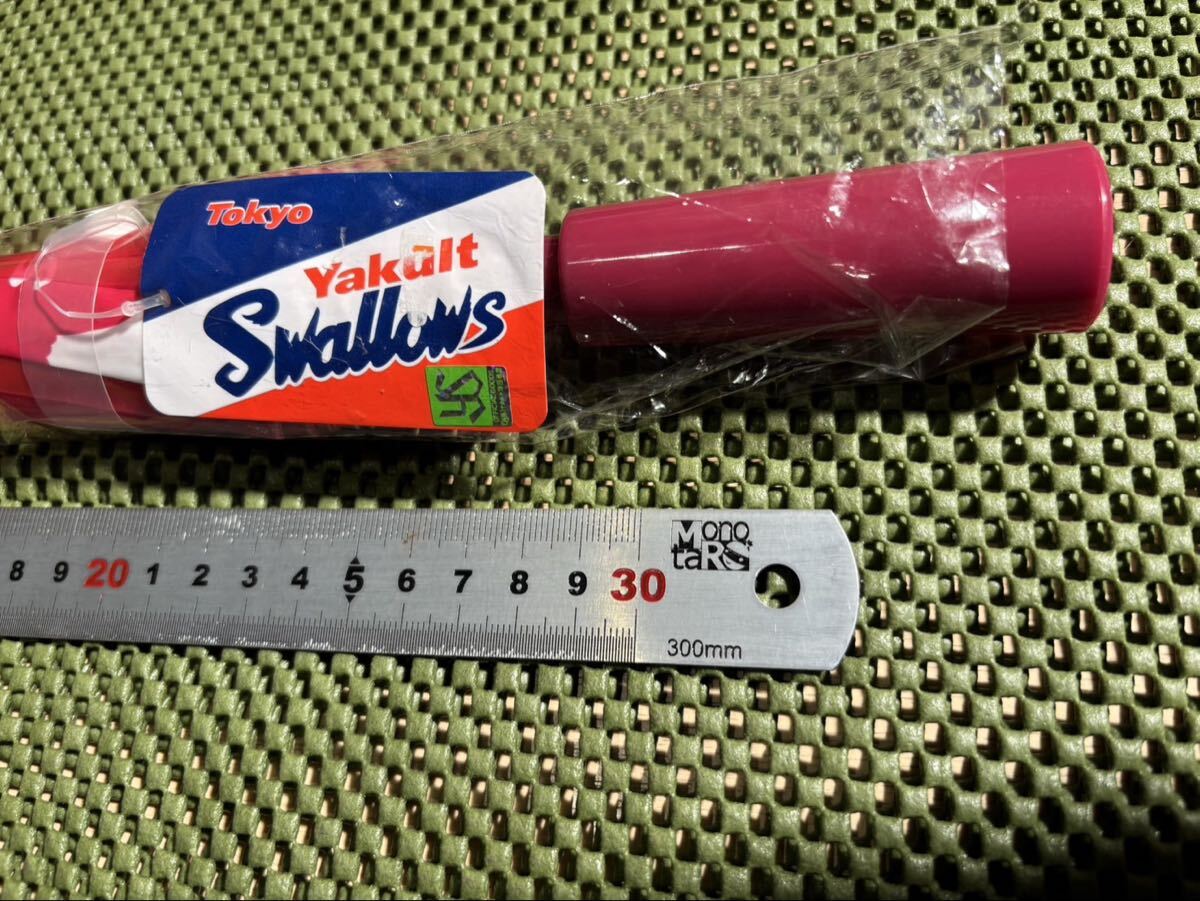 Tokyo
Yakult
Swallows
YS
8 9 20 1 2 3 4 5 6 7 8 9 30
Mono
taRO
300mm